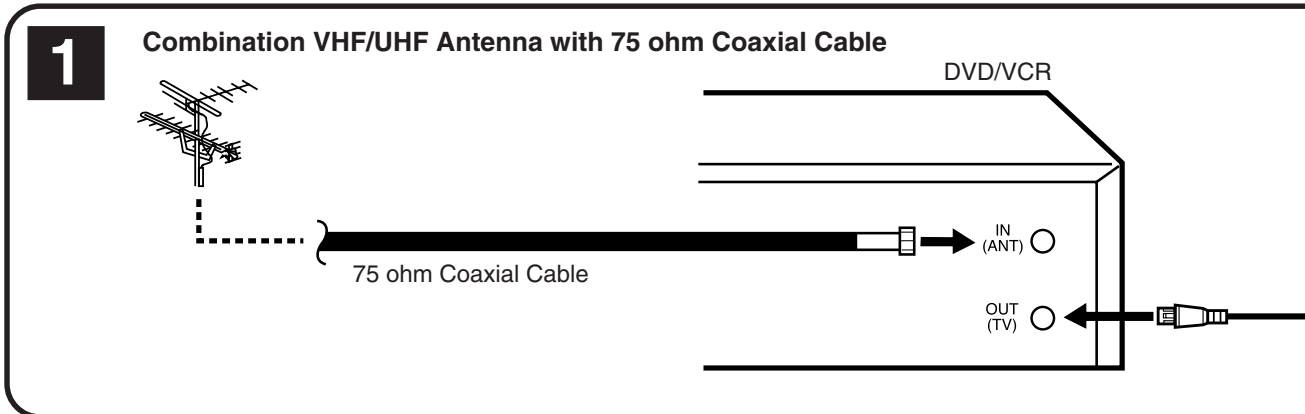 1
Combination VHF/UHF Antenna with 75 ohm Coaxial Cable
DVD/VCR
75 ohm Coaxial Cable
IN
(ANT)
OUT
(TV)